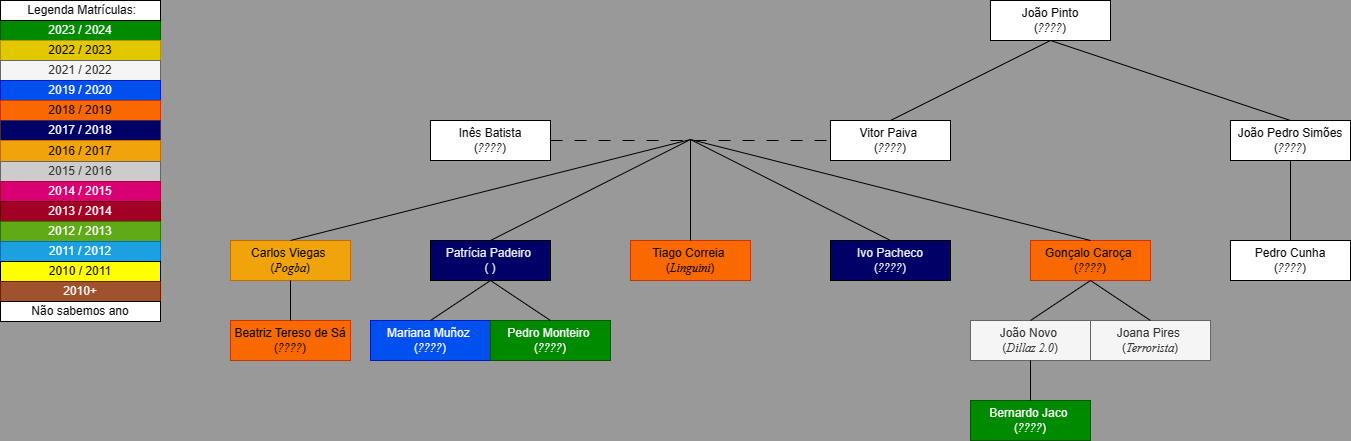 Legenda Matrículas:
2023 / 2024
2022 / 2023
2021 / 2022
2019 / 2020
2018 / 2019
2017 / 2018
2016 / 2017
2015 / 2016
2014 / 2015
2013 / 2014
2012 / 2013
2011 / 2012
2010 / 2011
2010+
Não sabemos ano
João Pinto
(????)
Inês Batista
(????)
Vitor Paiva
(????)
João Pedro Simões
(????)
Carlos Viegas
(Pogba)
Patrícia Padeiro
( )
Tiago Correia
(Linguini)
Ivo Pacheco
(????)
Gonçalo Caroça
(????)
Pedro Cunha
(????)
Beatriz Tereso de Sá
(????)
Mariana Muñoz
(????)
Pedro Monteiro
(????)
João Novo
(Dillaz 2.0)
Joana Pires
(Terrorista)
Bernardo Jaco
(????)